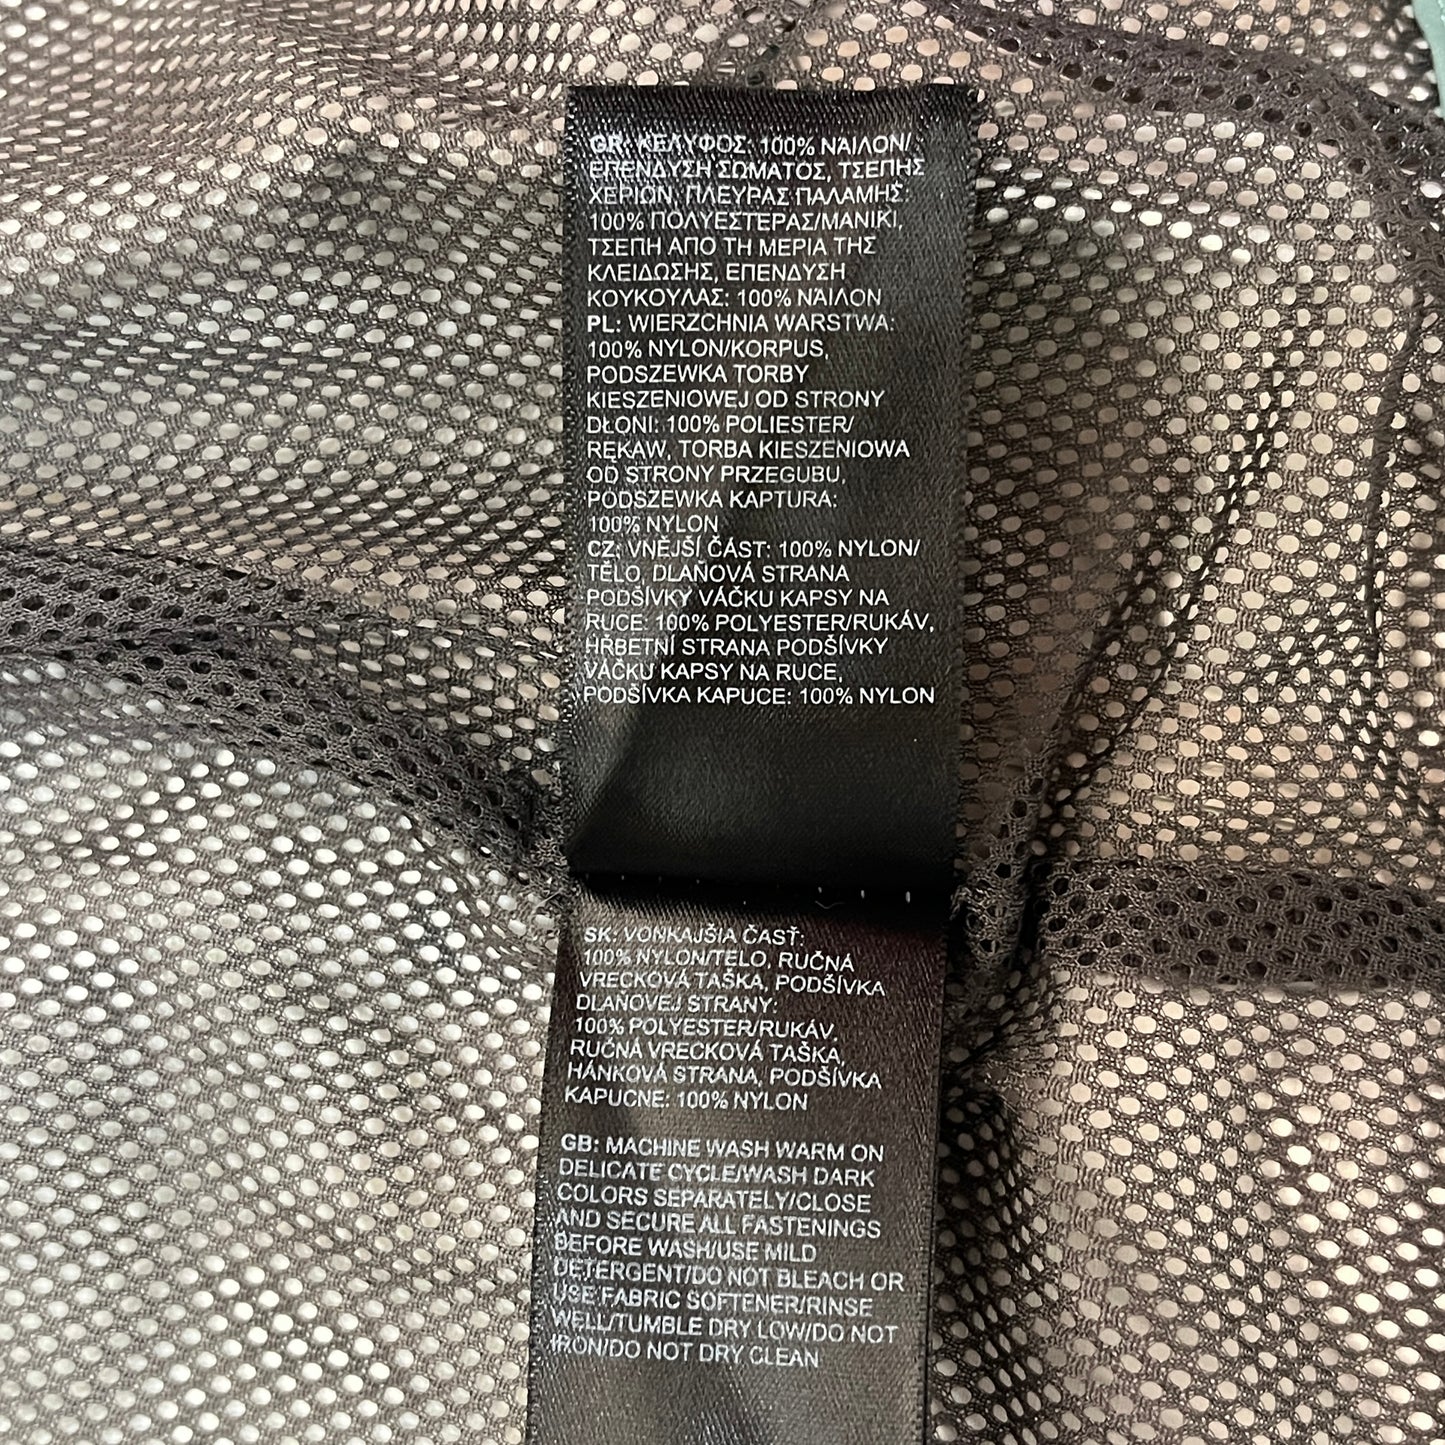 GR: ΚΕΛΥΦΟΣ: 100% ΝΆΙΛΟΝ/
ΕΠΕΝΔΥΣΗ ΣΩΜΑΤΟΣ, ΤΣΕΠΗΣ
ΧΕΡΙΩΝ, ΠΛΕΥΡΑΣ ΠΑΛΑΜΗΣ:
100% ΠΟΛΥΕΣΤΕΡΑΣ/ΜΑΝΙΚΙ,
ΤΣΕΠΗ ΑΠΟ ΤΗ ΜΕΡΙΑ ΤΗΣ
ΚΛΕΙΔΩΣΗΣ, ΕΠΕΝΔΥΣΗ
ΚΟΥΚΟΥΛΑΣ: 100% ΝΆΙΛΟΝ
PL: WIERZCHNIA WARSTWA:
100% NYLON/KORPUS,
PODSZEWKA TORBY
KIESZENIOWEJ OD STRONY
DŁONI: 100% POLIESTER/
RĘKAW, TORBA KIESZENIOWA
OD STRONY PRZEGUBU,
PODSZEWKA KAPTURA:
100% NYLON
CZ: VNĚJŠÍ ČÁST: 100% NYLON/
TĚLO, DLAŇOVÁ STRANA
PODŠÍVKY VÁČKU KAPSY NA
RUCE: 100% POLYESTER/RUKÁV,
HŘBETNÍ STRANA PODŠÍVKY
VÁČKU KAPSY NA RUCE,
PODŠÍVKA KAPUCE: 100% NYLON
SK: VONKAJŠIA ČASŤ:
100% NYLON/TELO, RUČNÁ
VRECKOVÁ TAŠKA, PODŠÍVKA
DLAŇOVEJ STRANY:
100% POLYESTER/RUKÁV,
RUČNÁ VRECKOVÁ TAŠKA,
HÁNKOVÁ STRANA, PODŠÍVKA
KAPUCNE: 100% NYLON
GB: MACHINE WASH WARM ON
DELICATE CYCLE/WASH DARK
COLORS SEPARATELY/CLOSE
AND SECURE ALL FASTENINGS
BEFORE WASH/USE MILD
DETERGENT/DO NOT BLEACH OR
USE FABRIC SOFTENER/RINSE
WELL/TUMBLE DRY LOW/DO NOT
IRON/DO NOT DRY CLEAN